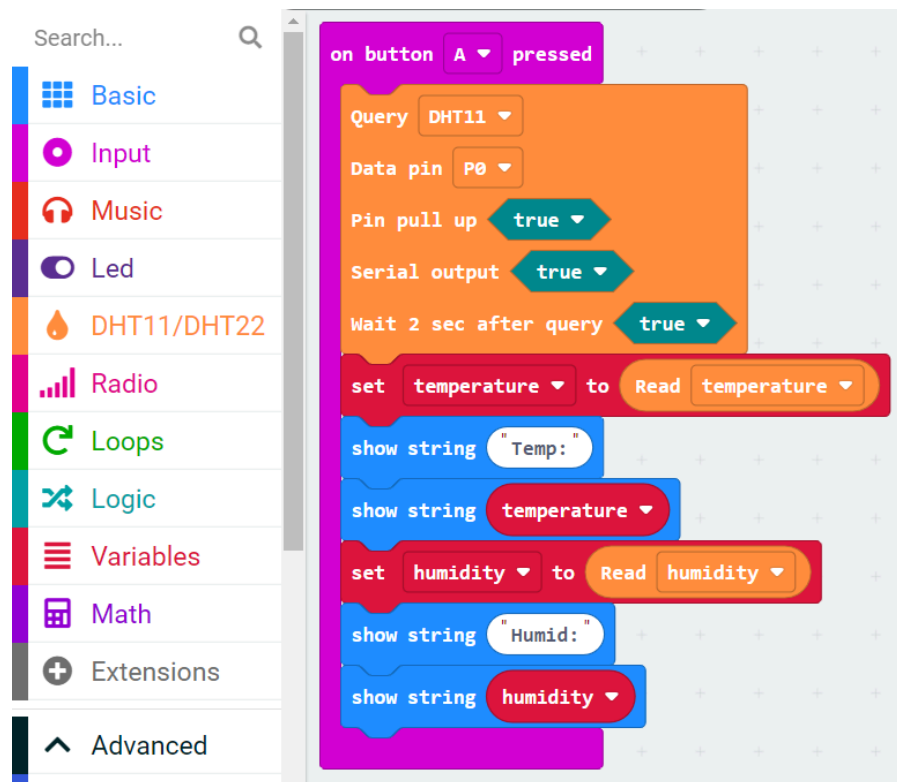 Search...
Basic
Input
Music
Led
DHT11/DHT22
Radio
Loops
Logic
Variables
Math
Extensions
Advanced
on button A pressed
Query DHT11
Data pin P0
Pin pull up true
Serial output true
Wait 2 sec after query true
set temperature to Read temperature
show string "Temp:"
show string temperature
set humidity to Read humidity
show string "Humid:"
show string humidity